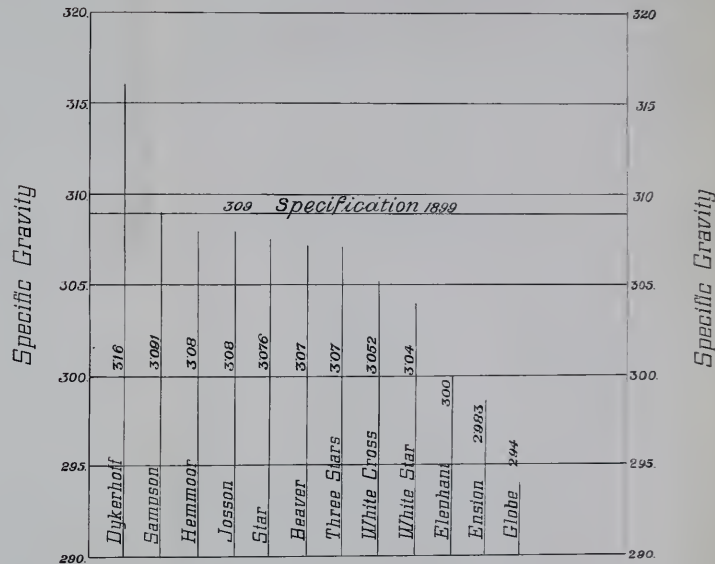 320.
320
315.
315
310.
310
309 Specification 1899
305.
305.
300.
300.
295.
295.
290.
290.
Specific Gravity
Specific Gravity
316
3091
308
308
3076
307
307
3052
304
300
2983
294
Dykerhoff
Sampson
Hemmoor
Josson
Star
Beaver
Three Stars
White Cross
White Star
Elephant
Ension
Globe